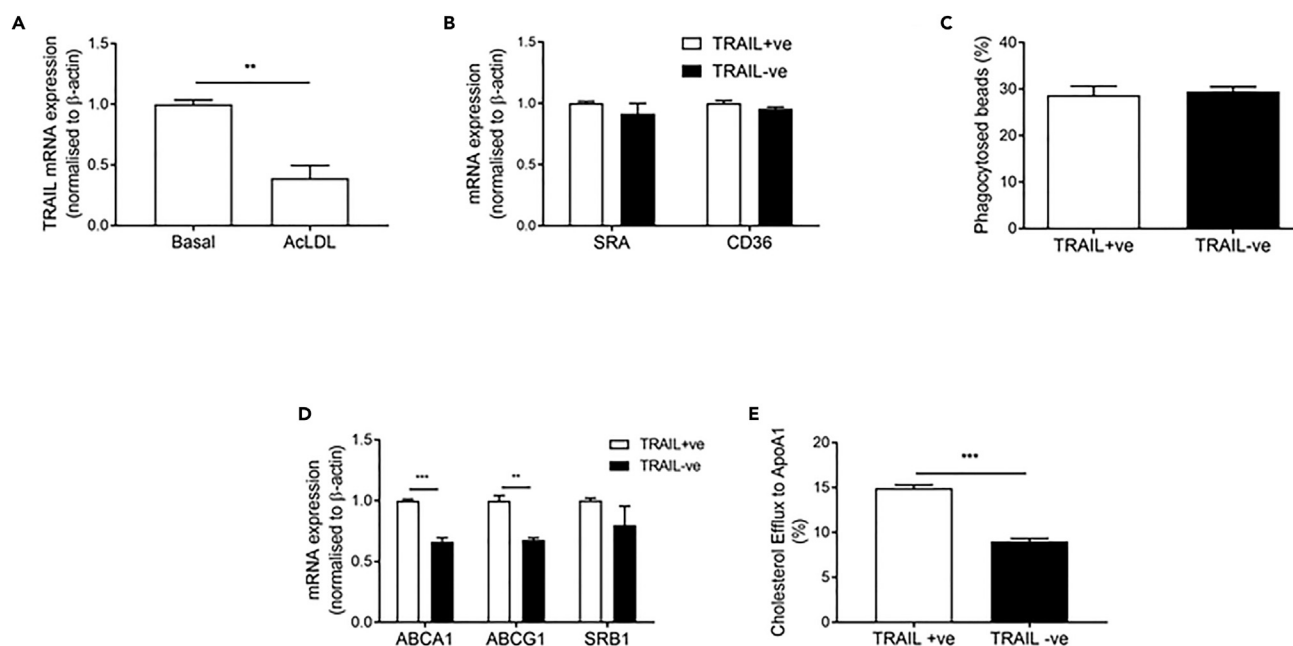 A
TRAIL mRNA expression
(normalised to β-actin)
1.5
1.0
0.5
0.0
**
Basal
AcLDL
B
mRNA expression
(normalised to β-actin)
1.5
1.0
0.5
0.0
TRAIL+ve
TRAIL-ve
SRA
CD36
C
Phagocytosed beads (%)
40
30
20
10
0
TRAIL+ve
TRAIL-ve
D
mRNA expression
(normalised to β-actin)
1.5
1.0
0.5
0.0
TRAIL+ve
TRAIL-ve
***
**
ABCA1
ABCG1
SRB1
E
Cholesterol Efflux to ApoA1
(%)
20
15
10
5
0
***
TRAIL +ve
TRAIL -ve